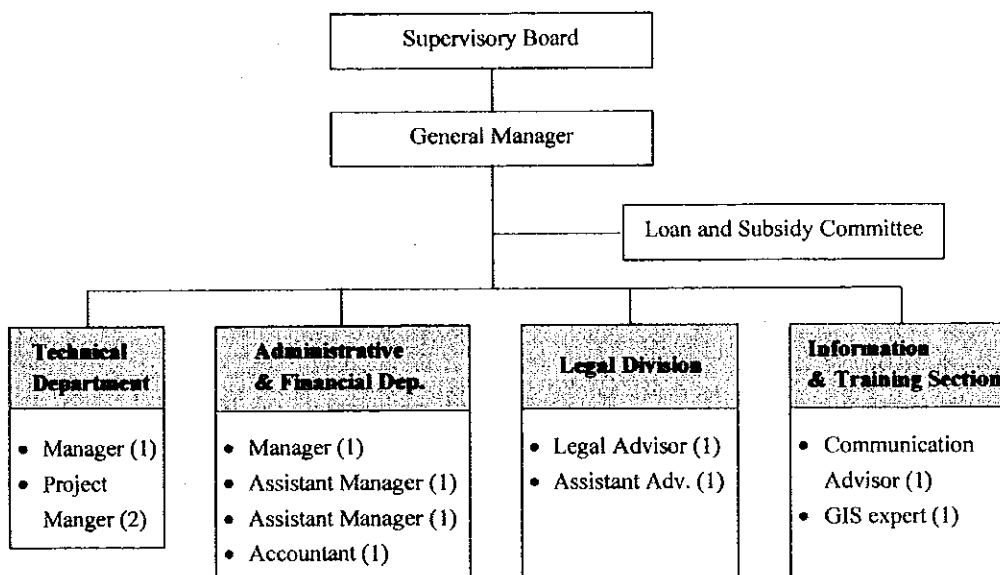 Supervisory Board
General Manager
Loan and Subsidy Committee
Technical
Department
• Manager (1)
• Project
Manger (2)
Administrative
& Financial Dep.
• Manager (1)
• Assistant Manager (1)
• Assistant Manager (1)
• Accountant (1)
Legal Division
• Legal Advisor (1)
• Assistant Adv. (1)
Information
& Training Section
• Communication
Advisor (1)
• GIS expert (1)